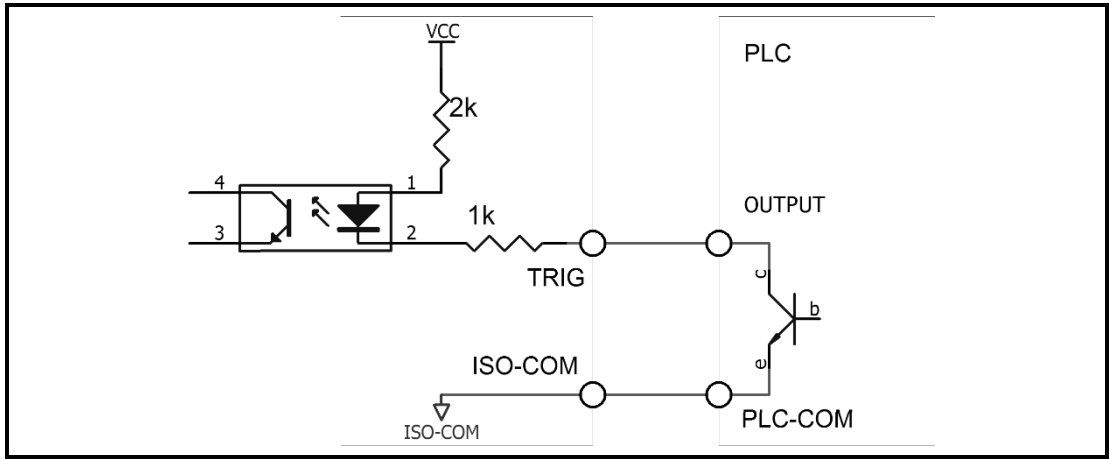 VCC
PLC
2k
4
1
OUTPUT
1k
3
2
TRIG
c
b
e
ISO-COM
PLC-COM
ISO-COM